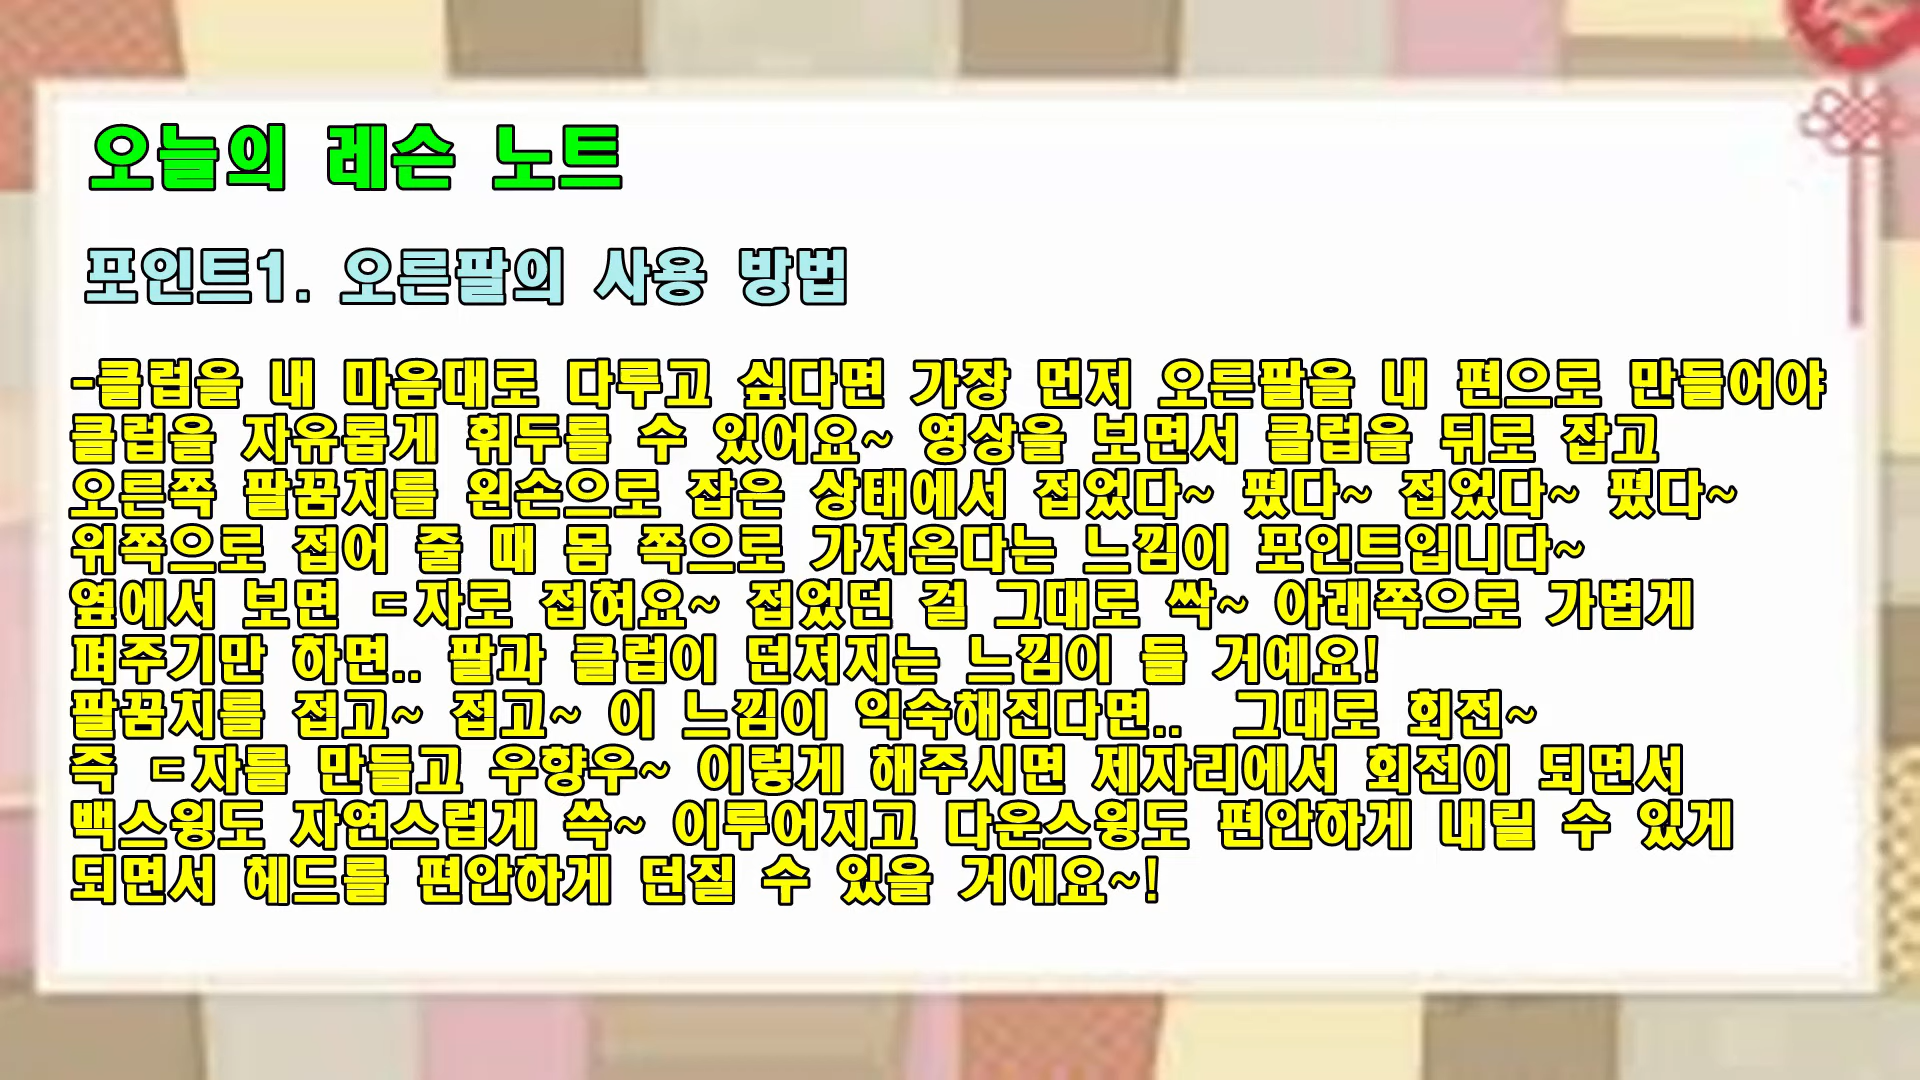 오늘의 레슨 노트
포인트1. 오른팔의 사용 방법
-클럽을 내 마음대로 다루고 싶다면 가장 먼저 오른팔을 내 편으로 만들어야
클럽을 자유롭게 휘두를 수 있어요~ 영상을 보면서 클럽을 뒤로 잡고
오른쪽 팔꿈치를 왼손으로 잡은 상태에서 접었다~ 폈다~ 접었다~ 폈다~
위쪽으로 접어 줄 때 몸 쪽으로 가져온다는 느낌이 포인트입니다~
옆에서 보면 ㄷ자로 접혀요~ 접었던 걸 그대로 싹~ 아래쪽으로 가볍게
펴주기만 하면.. 팔과 클럽이 던져지는 느낌이 들 거예요!
팔꿈치를 접고~ 접고~ 이 느낌이 익숙해진다면.. 그대로 회전~
즉 ㄷ자를 만들고 우향우~ 이렇게 해주시면 제자리에서 회전이 되면서
백스윙도 자연스럽게 쓱~ 이루어지고 다운스윙도 편안하게 내릴 수 있게
되면서 헤드를 편안하게 던질 수 있을 거에요~!